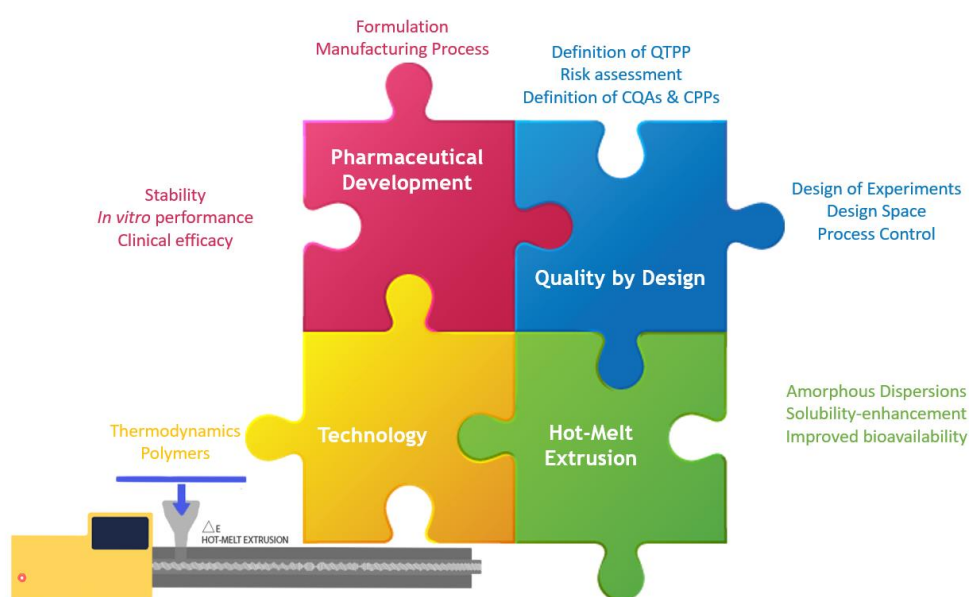 Formulation
Manufacturing Process
Definition of QTPP
Risk assessment
Definition of CQAs & CPPs
Pharmaceutical
Development
Stability
In vitro performance
Clinical efficacy
Design of Experiments
Design Space
Process Control
Quality by Design
Amorphous Dispersions
Solubility-enhancement
Improved bioavailability
Thermodynamics
Polymers
Technology
Hot-Melt
Extrusion
△E
HOT-MELT EXTRUSION